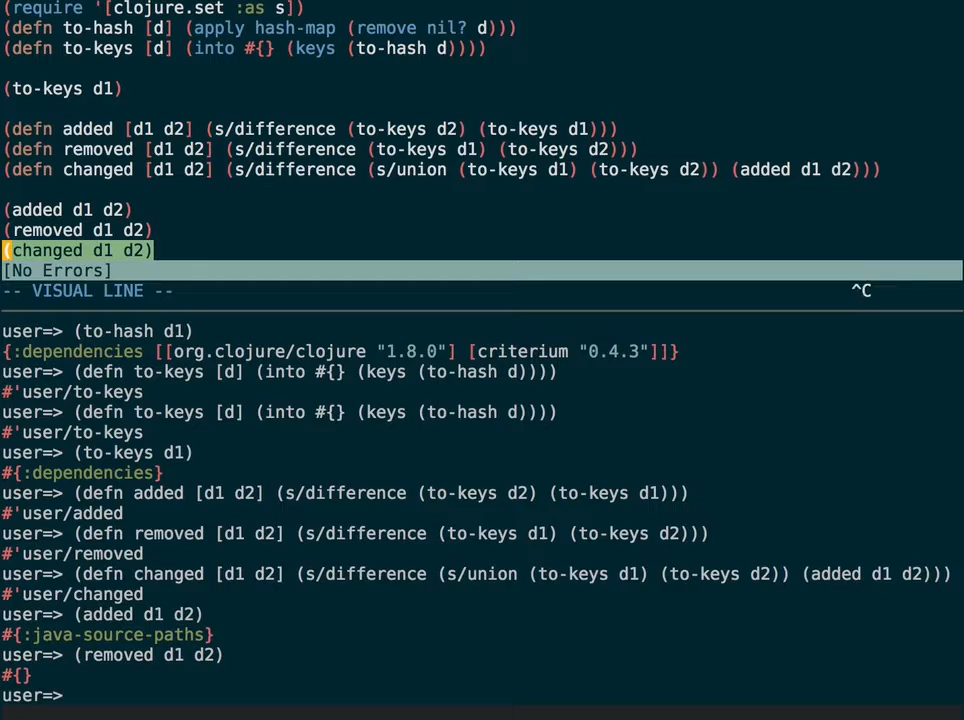 (require '[clojure.set :as s])
(defn to-hash [d] (apply hash-map (remove nil? d)))
(defn to-keys [d] (into #{} (keys (to-hash d))))
(to-keys d1)
(defn added [d1 d2] (s/difference (to-keys d2) (to-keys d1)))
(defn removed [d1 d2] (s/difference (to-keys d1) (to-keys d2)))
(defn changed [d1 d2] (s/difference (s/union (to-keys d1) (to-keys d2)) (added d1 d2)))
(added d1 d2)
(removed d1 d2)
(changed d1 d2)
[No Errors]
-- VISUAL LINE -- ^C
user=> (to-hash d1)
{:dependencies [[org.clojure/clojure "1.8.0"] [criterium "0.4.3"]]}
user=> (defn to-keys [d] (into #{} (keys (to-hash d))))
#'user/to-keys
user=> (defn to-keys [d] (into #{} (keys (to-hash d))))
#'user/to-keys
user=> (to-keys d1)
#{:dependencies}
user=> (defn added [d1 d2] (s/difference (to-keys d2) (to-keys d1)))
#'user/added
user=> (defn removed [d1 d2] (s/difference (to-keys d1) (to-keys d2)))
#'user/removed
user=> (defn changed [d1 d2] (s/difference (s/union (to-keys d1) (to-keys d2)) (added d1 d2)))
#'user/changed
user=> (added d1 d2)
#{:java-source-paths}
user=> (removed d1 d2)
#{}
user=>